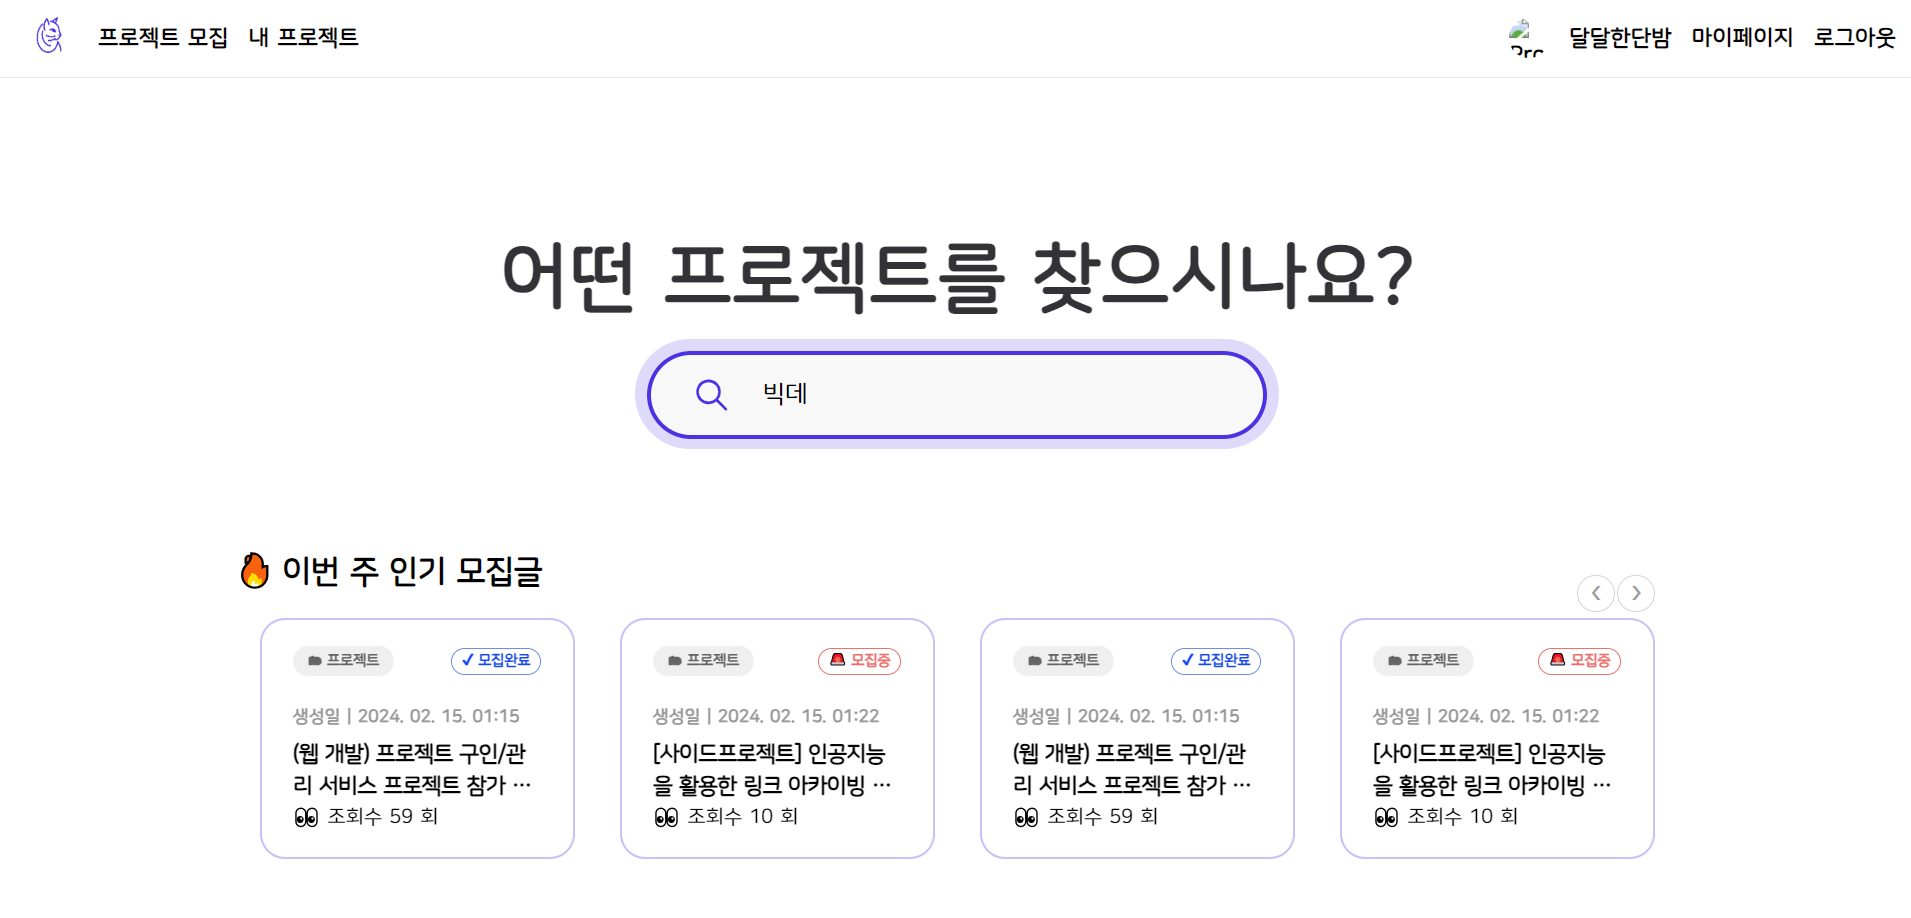 프로젝트 모집 내 프로젝트
달달한단밤 마이페이지 로그아웃
어떤 프로젝트를 찾으시나요?
빅데
🔥 이번 주 인기 모집글
프로젝트 ✓ 모집완료
생성일 | 2024. 02. 15. 01:15
(웹 개발) 프로젝트 구인/관
리 서비스 프로젝트 참가 …
👀 조회수 59 회
프로젝트 🚨 모집중
생성일 | 2024. 02. 15. 01:22
[사이드프로젝트] 인공지능
을 활용한 링크 아카이빙 …
👀 조회수 10 회
프로젝트 ✓ 모집완료
생성일 | 2024. 02. 15. 01:15
(웹 개발) 프로젝트 구인/관
리 서비스 프로젝트 참가 …
👀 조회수 59 회
프로젝트 🚨 모집중
생성일 | 2024. 02. 15. 01:22
[사이드프로젝트] 인공지능
을 활용한 링크 아카이빙 …
👀 조회수 10 회